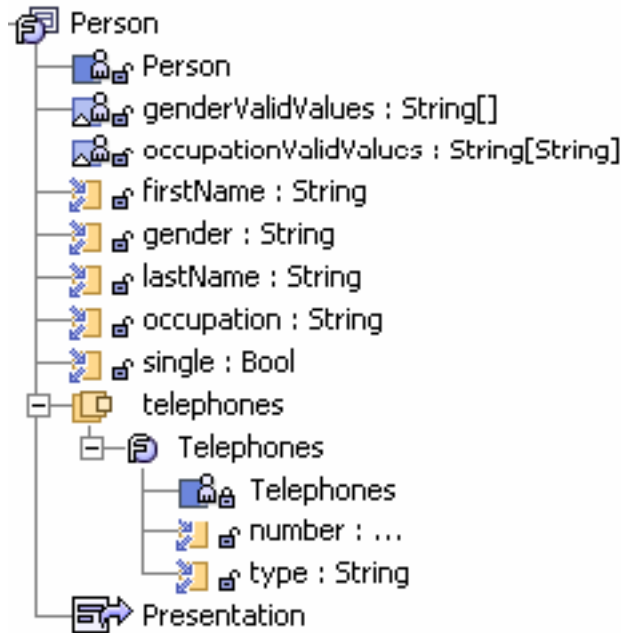 Person
Person
genderValidValues : String[]
occupationValidValues : String[String]
firstName : String
gender : String
lastName : String
occupation : String
single : Bool
telephones
Telephones
Telephones
number : ...
type : String
Presentation